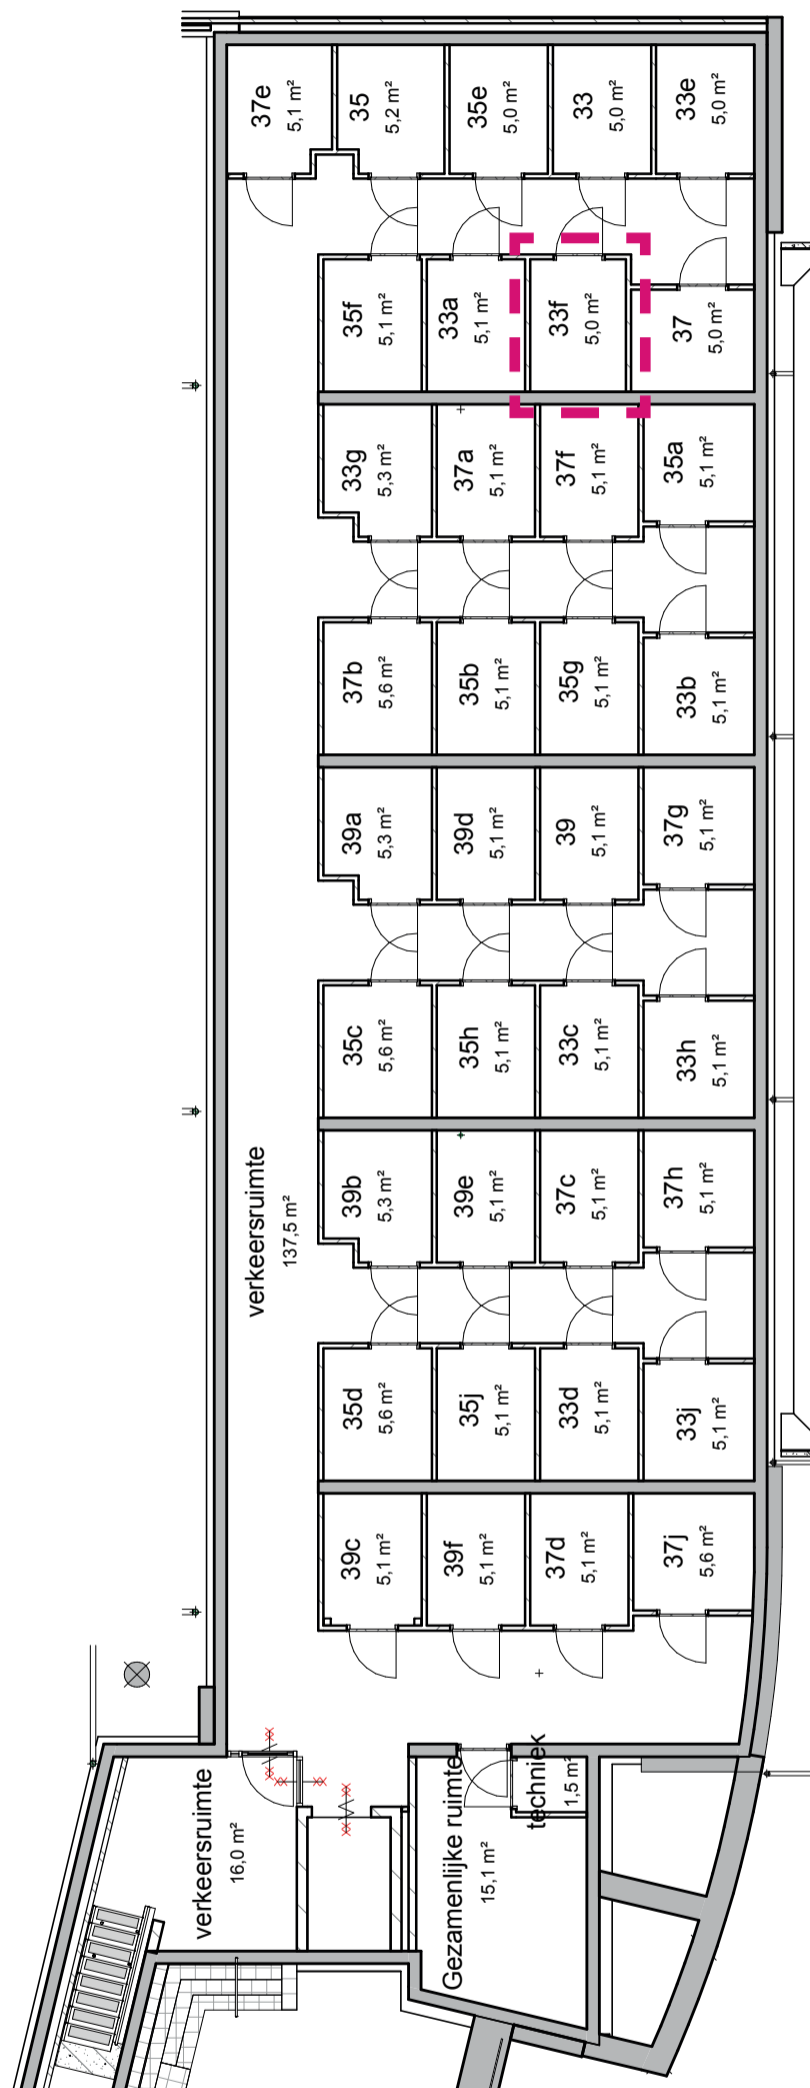 37e
5,1 m²
35
5,2 m²
35e
5,0 m²
33
5,0 m²
33e
5,0 m²
35f
5,1 m²
33a
5,1 m²
33f
5,0 m²
37
5,0 m²
33g
5,3 m²
37a
5,1 m²
37f
5,1 m²
35a
5,1 m²
37b
5,6 m²
35b
5,1 m²
35g
5,1 m²
33b
5,1 m²
39a
5,3 m²
39d
5,1 m²
39
5,1 m²
37g
5,1 m²
35c
5,6 m²
35h
5,1 m²
33c
5,1 m²
33h
5,1 m²
verkeersruimte
137,5 m²
39b
5,3 m²
39e
5,1 m²
37c
5,1 m²
37h
5,1 m²
35d
5,6 m²
35j
5,1 m²
33d
5,1 m²
33j
5,1 m²
39c
5,1 m²
39f
5,1 m²
37d
5,1 m²
37j
5,6 m²
verkeersruimte
16,0 m²
Gezamenlijke ruimte
15,1 m²
techniek
1,5 m²